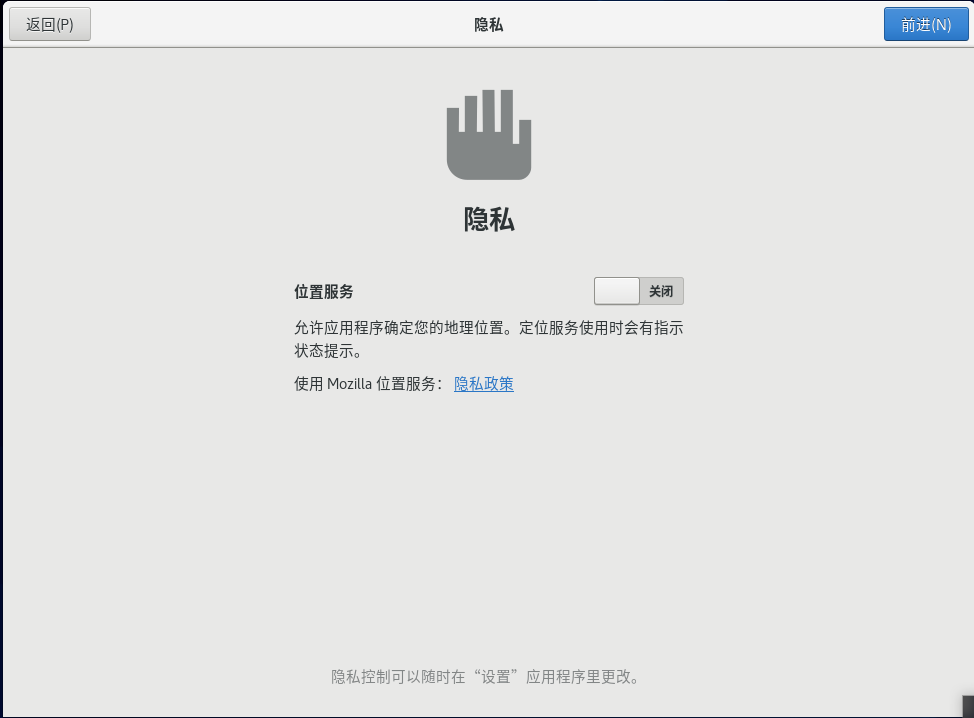 返回(P)
隐私
前进(N)
隐私
位置服务
关闭
允许应用程序确定您的地理位置。定位服务使用时会有指示
状态提示。
使用 Mozilla 位置服务： 隐私政策
隐私控制可以随时在“设置”应用程序里更改。